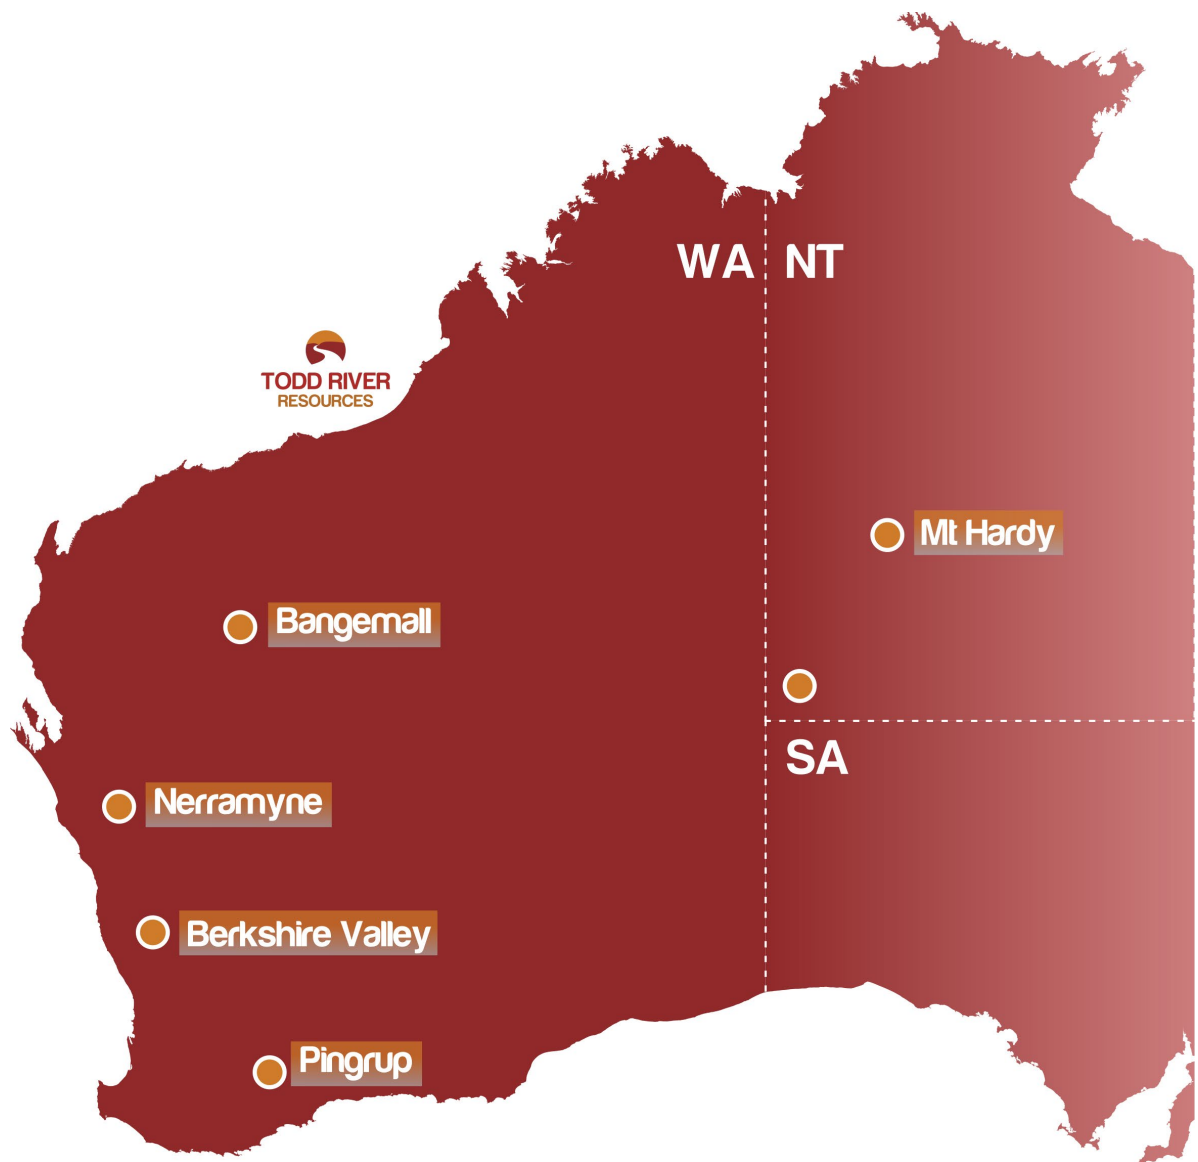 WA
NT
TODD RIVER
RESOURCES
Mt Hardy
Bangemall
SA
Nerramyne
Berkshire Valley
Pingrup